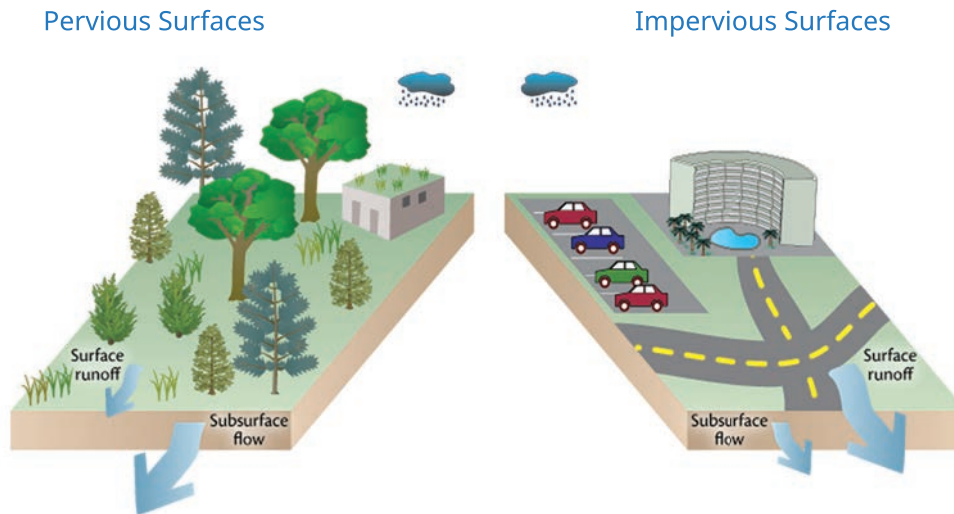 Pervious Surfaces
Impervious Surfaces
Surface
runoff
Subsurface
flow
Subsurface
flow
Surface
runoff